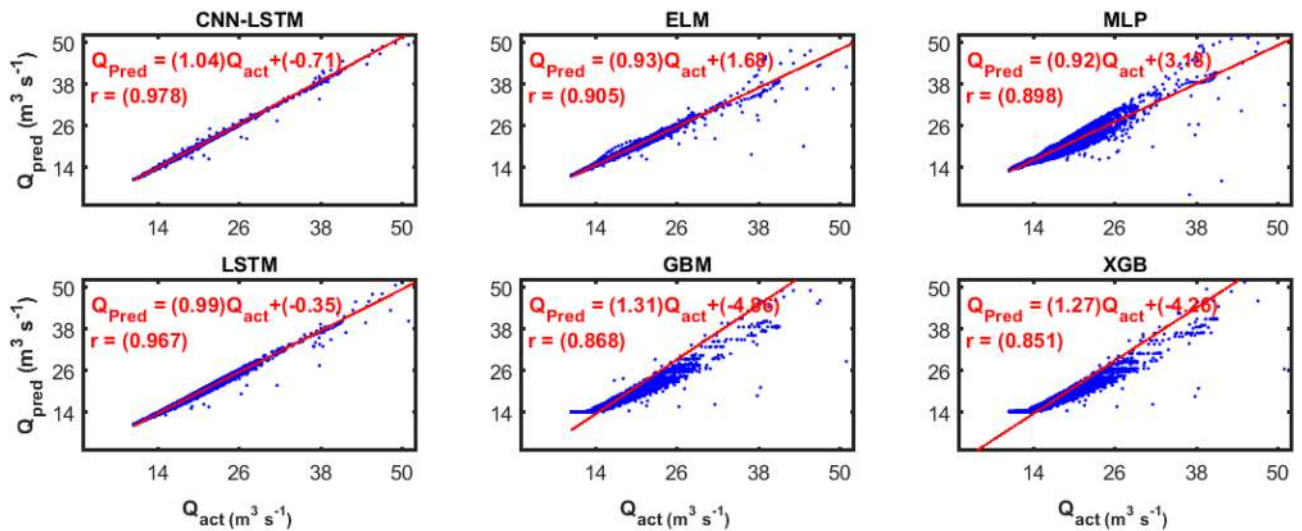 CNN-LSTM
50
38
26
14
Q_pred (m³ s⁻¹)
Q_Pred = (1.04)Q_act+(-0.71)
r = (0.978)
14 26 38 50
ELM
50
38
26
14
Q_Pred = (0.93)Q_act+(1.68)
r = (0.905)
14 26 38 50
MLP
50
38
26
14
Q_Pred = (0.92)Q_act+(3.13)
r = (0.898)
14 26 38 50
LSTM
50
38
26
14
Q_pred (m³ s⁻¹)
Q_Pred = (0.99)Q_act+(-0.35)
r = (0.967)
14 26 38 50
Q_act (m³ s⁻¹)
GBM
50
38
26
14
Q_Pred = (1.31)Q_act+(-4.96)
r = (0.868)
14 26 38 50
Q_act (m³ s⁻¹)
XGB
50
38
26
14
Q_Pred = (1.27)Q_act+(-4.26)
r = (0.851)
14 26 38 50
Q_act (m³ s⁻¹)